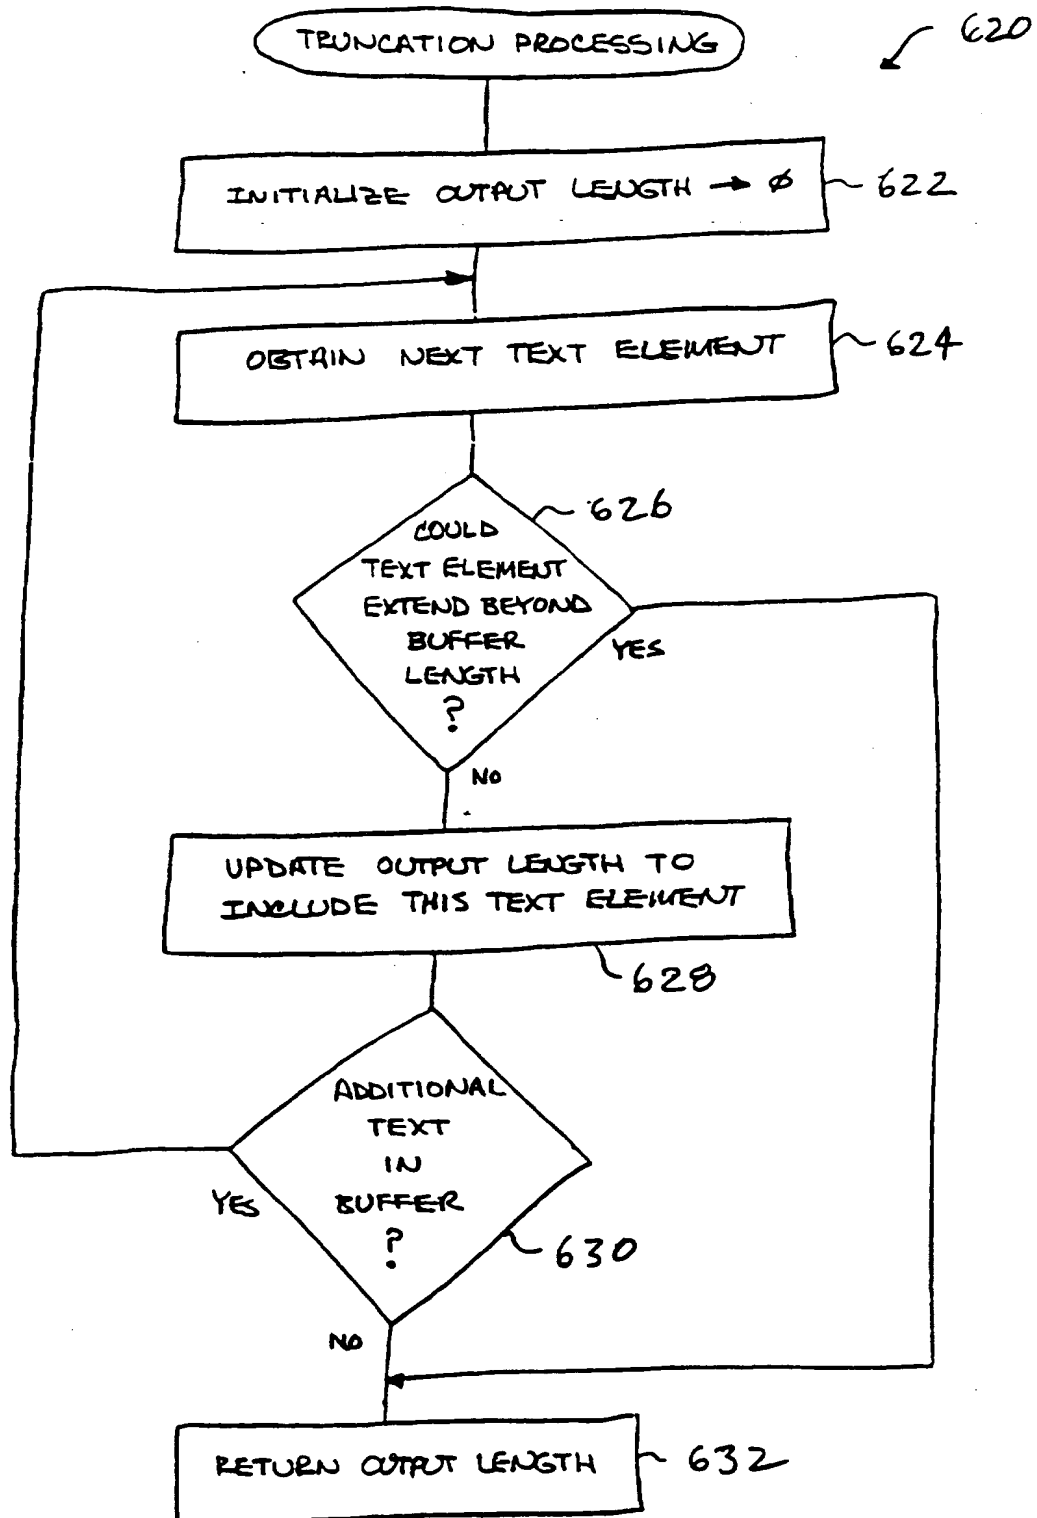 TRUNCATION PROCESSING
620
INITIALIZE OUTPUT LENGTH → ø
622
OBTAIN NEXT TEXT ELEMENT
624
626
COULD
TEXT ELEMENT
EXTEND BEYOND
BUFFER
LENGTH
?
YES
NO
UPDATE OUTPUT LENGTH TO
INCLUDE THIS TEXT ELEMENT
628
ADDITIONAL
TEXT
IN
BUFFER
?
YES
630
NO
RETURN OUTPUT LENGTH
632